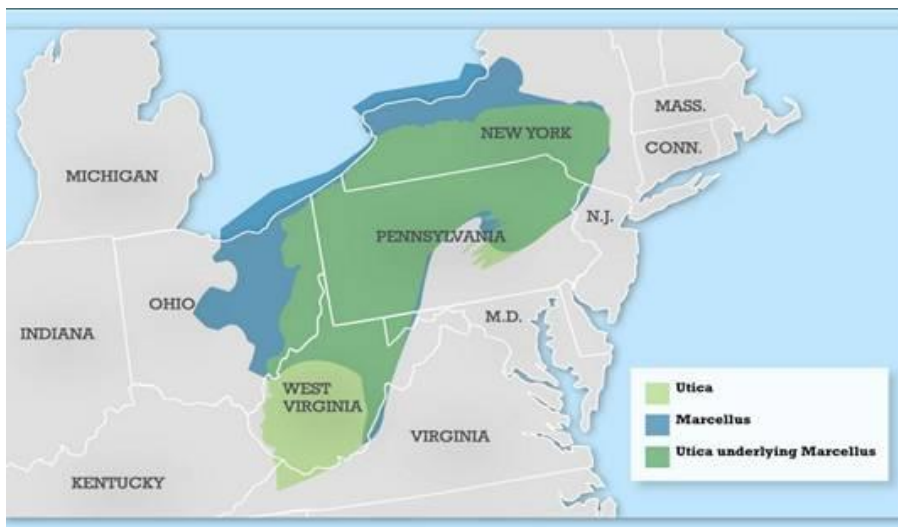 MASS.
NEW YORK
CONN.
MICHIGAN
N.J.
PENNSYLVANIA
OHIO
M.D.
INDIANA
WEST
VIRGINIA
VIRGINIA
KENTUCKY
Utica
Marcellus
Utica underlying Marcellus